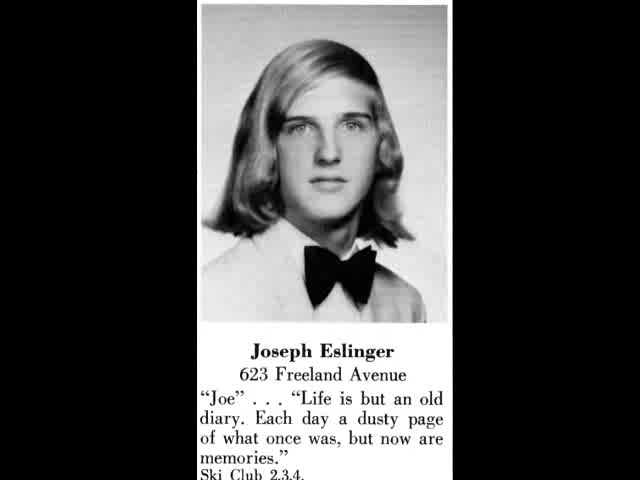 Joseph Eslinger
623 Freeland Avenue
“Joe” . . . “Life is but an old
diary. Each day a dusty page
of what once was, but now are
memories.”
Ski Club 2,3,4.